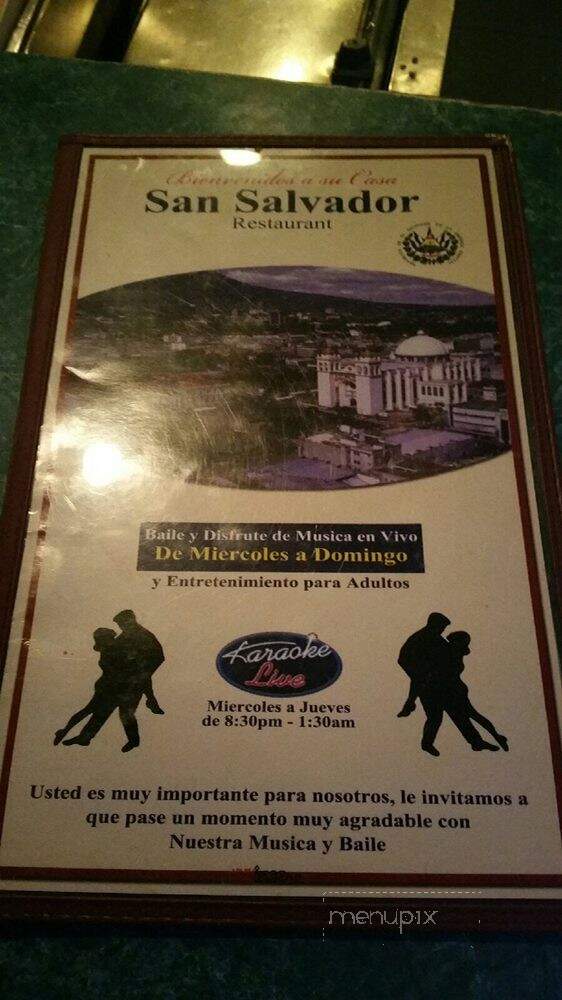 Bienvenidos a su Casa
San Salvador
Restaurant
Baile y Disfrute de Musica en Vivo
De Miercoles a Domingo
y Entretenimiento para Adultos
Karaoke
Live
Miercoles a Jueves
de 8:30pm - 1:30am
Usted es muy importante para nosotros, le invitamos a
que pase un momento muy agradable con
Nuestra Musica y Baile
menupix